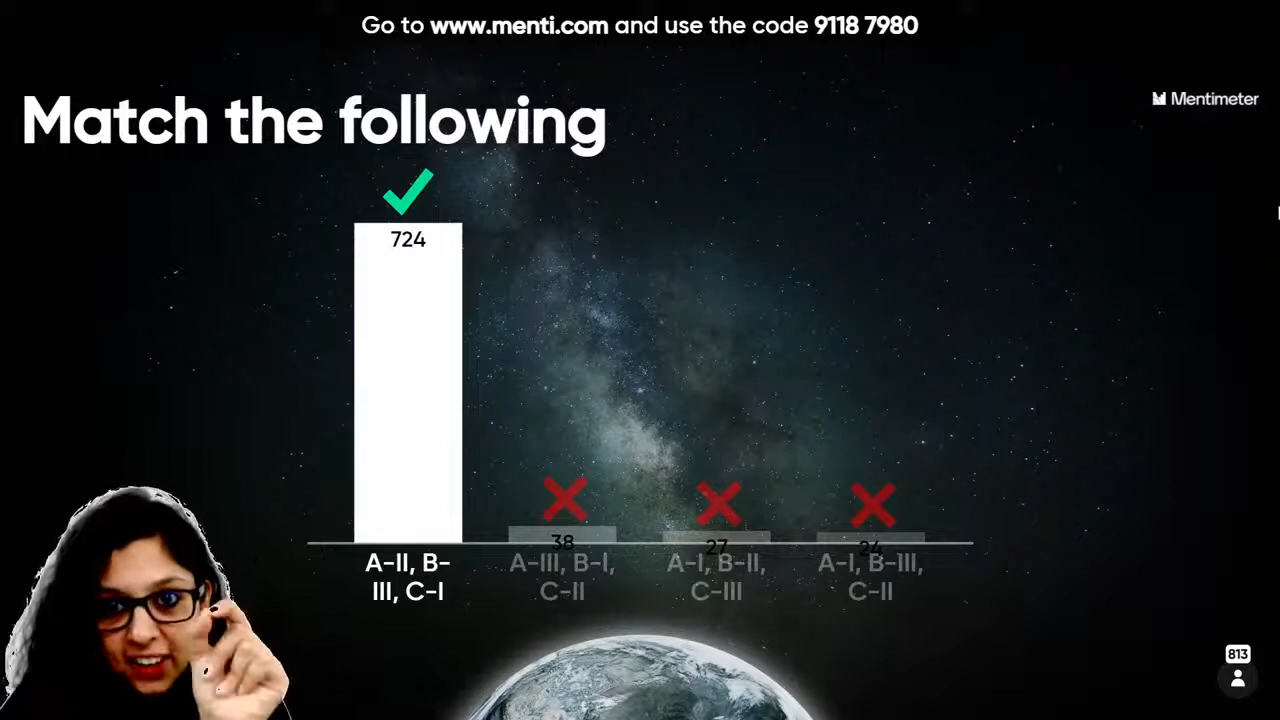 Go to www.menti.com and use the code 9118 7980
Mentimeter
Match the following
724
38
27
24
A-II, B-
III, C-I
A-III, B-I,
C-II
A-I, B-II,
C-III
A-I, B-III,
C-II
813